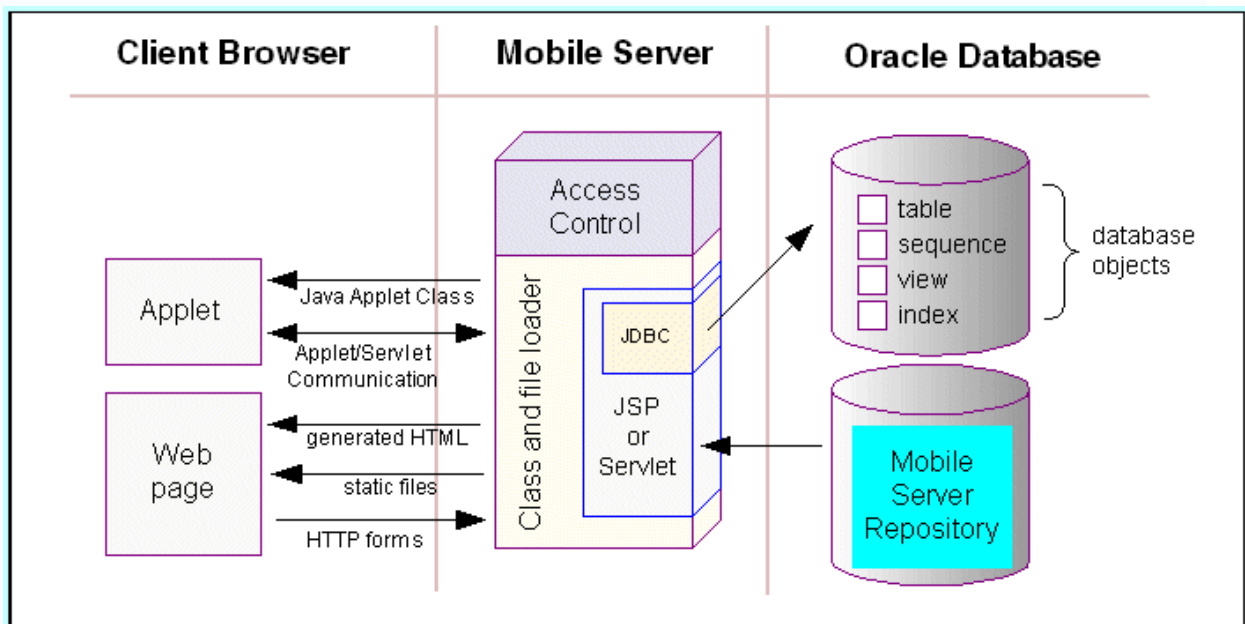 Client Browser
Mobile Server
Oracle Database
Access
Control
Class and file loader
JDBC
JSP
or
Servlet
Applet
Java Applet Class
Applet/Servlet
Communication
Web
page
generated HTML
static files
HTTP forms
table
sequence
view
index
database
objects
Mobile
Server
Repository